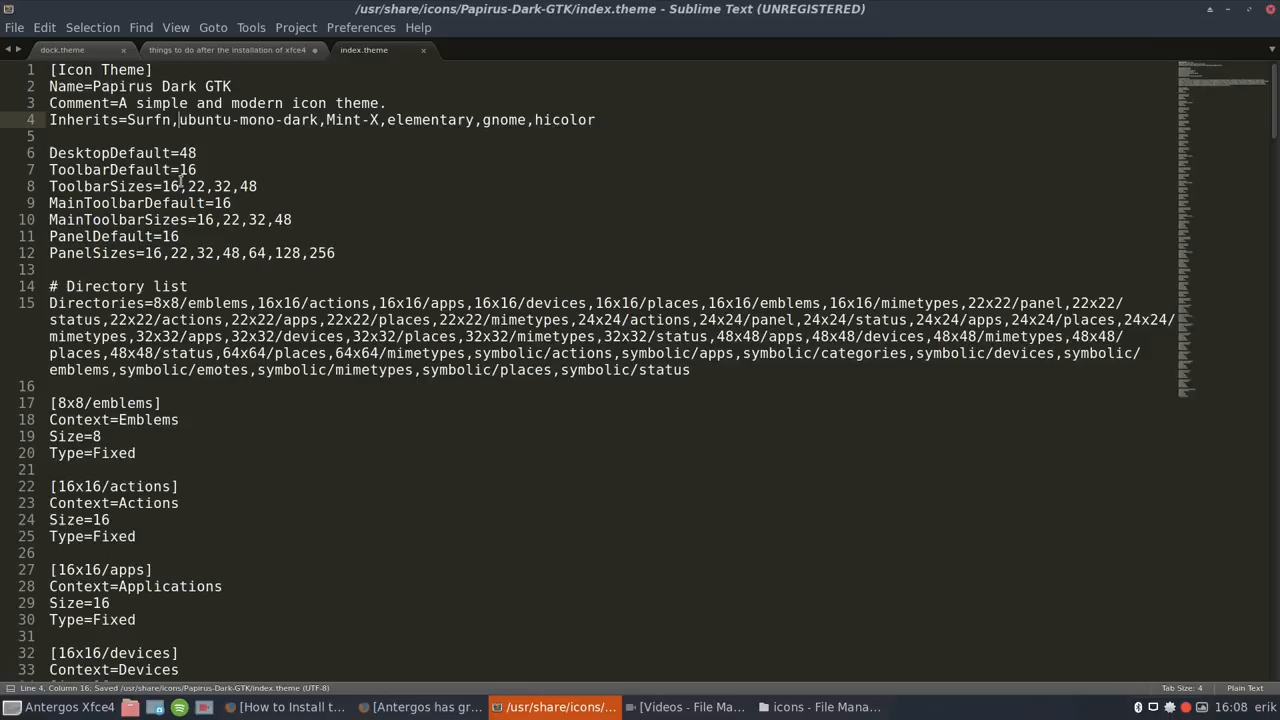 /usr/share/icons/Papirus-Dark-GTK/index.theme - Sublime Text (UNREGISTERED)
File Edit Selection Find View Goto Tools Project Preferences Help
dock.theme things to do after the installation of xfce4 index.theme
1 [Icon Theme]
2 Name=Papirus Dark GTK
3 Comment=A simple and modern icon theme.
4 Inherits=Surfn,ubuntu-mono-dark,Mint-X,elementary,gnome,hicolor
5
6 DesktopDefault=48
7 ToolbarDefault=16
8 ToolbarSizes=16,22,32,48
9 MainToolbarDefault=16
10 MainToolbarSizes=16,22,32,48
11 PanelDefault=16
12 PanelSizes=16,22,32,48,64,128,256
13
14 # Directory list
15 Directories=8x8/emblems,16x16/actions,16x16/apps,16x16/devices,16x16/places,16x16/emblems,16x16/mimetypes,22x22/panel,22x22/
status,22x22/actions,22x22/apps,22x22/places,22x22/mimetypes,24x24/actions,24x24/panel,24x24/status,24x24/apps,24x24/places,24x24/
mimetypes,32x32/apps,32x32/devices,32x32/places,32x32/mimetypes,32x32/status,48x48/apps,48x48/devices,48x48/mimetypes,48x48/
places,48x48/status,64x64/places,64x64/mimetypes,symbolic/actions,symbolic/apps,symbolic/categories,symbolic/devices,symbolic/
emblems,symbolic/emotes,symbolic/mimetypes,symbolic/places,symbolic/status
16
17 [8x8/emblems]
18 Context=Emblems
19 Size=8
20 Type=Fixed
21
22 [16x16/actions]
23 Context=Actions
24 Size=16
25 Type=Fixed
26
27 [16x16/apps]
28 Context=Applications
29 Size=16
30 Type=Fixed
31
32 [16x16/devices]
33 Context=Devices
Line 4, Column 16; Saved /usr/share/icons/Papirus-Dark-GTK/index.theme (UTF-8) Tab Size: 4 Plain Text
Antergos Xfce4 [How to Install t... [Antergos has gr... /usr/share/icons/... [Videos - File Ma... icons - File Mana... 16:08 erik